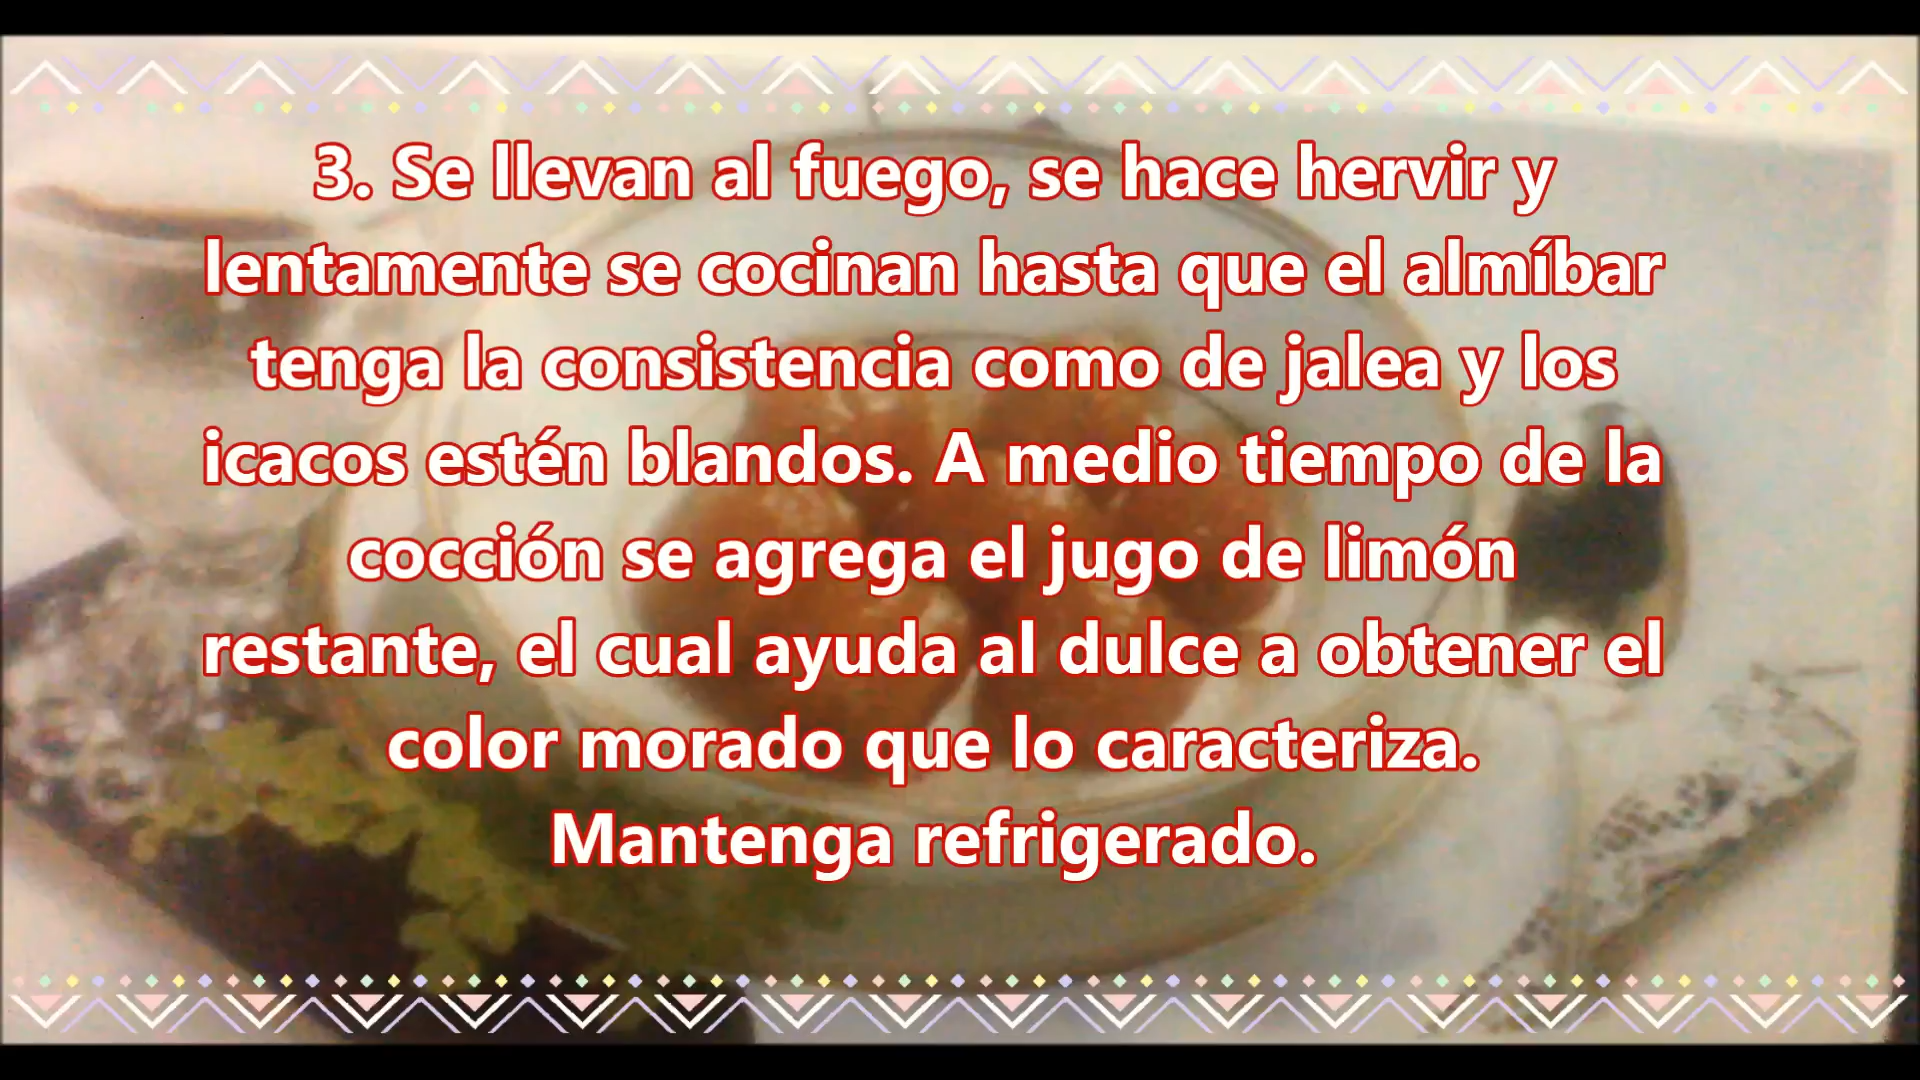 3. Se llevan al fuego, se hace hervir y
lentamente se cocinan hasta que el almíbar
tenga la consistencia como de jalea y los
icacos estén blandos. A medio tiempo de la
cocción se agrega el jugo de limón
restante, el cual ayuda al dulce a obtener el
color morado que lo caracteriza.
Mantenga refrigerado.